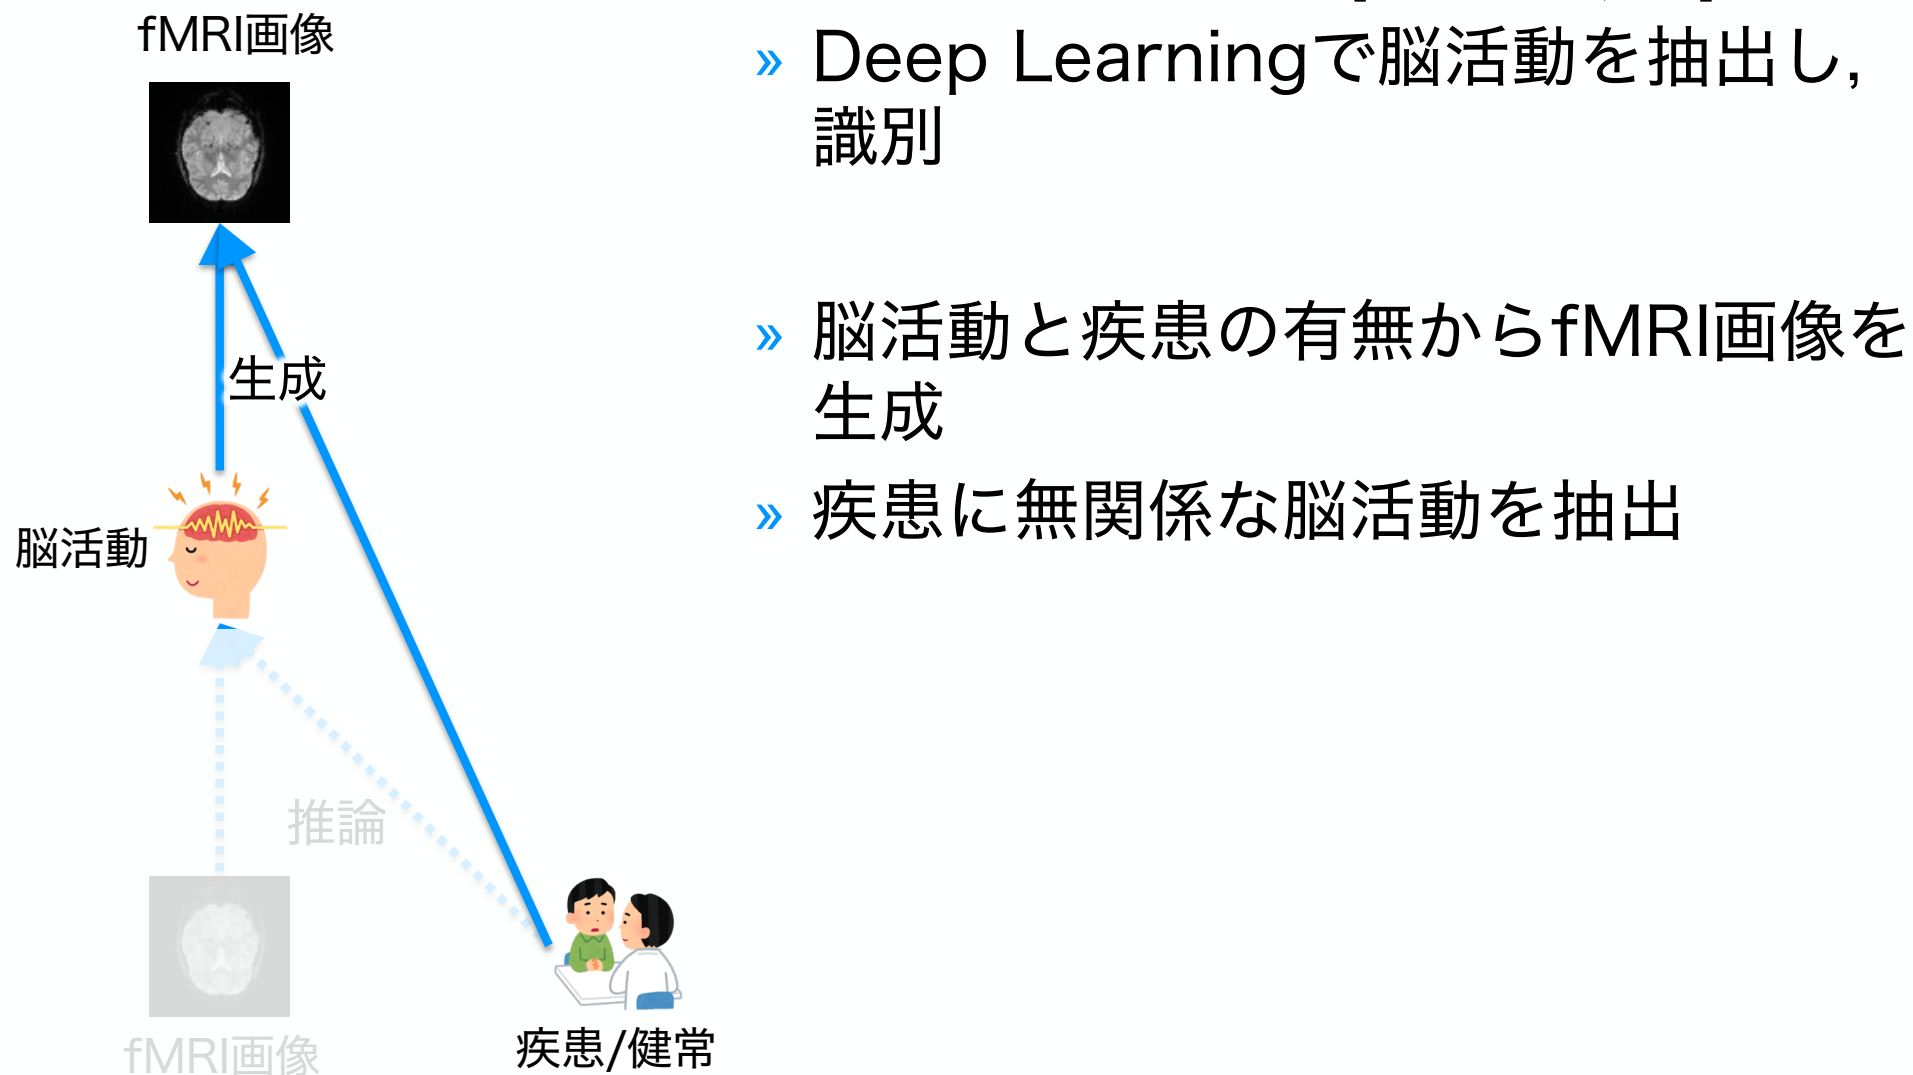 fMRI画像
生成
脳活動
推論
fMRI画像
疾患/健常
» Deep Learningで脳活動を抽出し,
識別
» 脳活動と疾患の有無からfMRI画像を
生成
» 疾患に無関係な脳活動を抽出